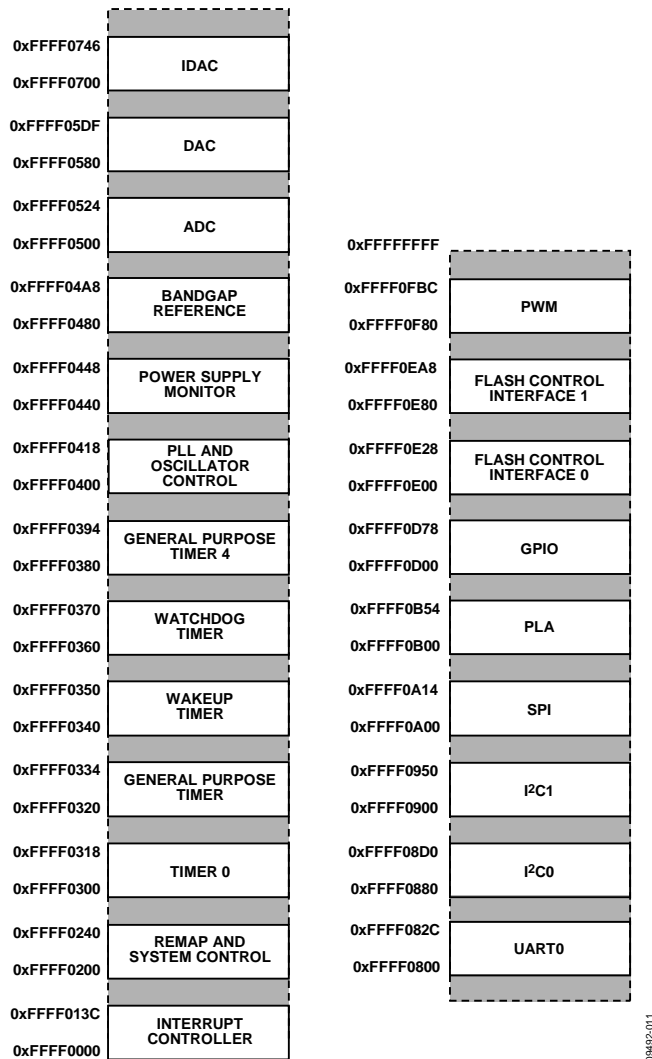 0xFFFF0746
IDAC
0xFFFF0700
0xFFFF05DF
DAC
0xFFFF0580
0xFFFF0524
ADC
0xFFFF0500
0xFFFF04A8
BANDGAP
REFERENCE
0xFFFF0480
0xFFFF0448
POWER SUPPLY
MONITOR
0xFFFF0440
0xFFFF0418
PLL AND
OSCILLATOR
CONTROL
0xFFFF0400
0xFFFF0394
GENERAL PURPOSE
TIMER 4
0xFFFF0380
0xFFFF0370
WATCHDOG
TIMER
0xFFFF0360
0xFFFF0350
WAKEUP
TIMER
0xFFFF0340
0xFFFF0334
GENERAL PURPOSE
TIMER
0xFFFF0320
0xFFFF0318
TIMER 0
0xFFFF0300
0xFFFF0240
REMAP AND
SYSTEM CONTROL
0xFFFF0200
0xFFFF013C
INTERRUPT
CONTROLLER
0xFFFF0000
0xFFFFFFFF
0xFFFF0FBC
PWM
0xFFFF0F80
0xFFFF0EA8
FLASH CONTROL
INTERFACE 1
0xFFFF0E80
0xFFFF0E28
FLASH CONTROL
INTERFACE 0
0xFFFF0E00
0xFFFF0D78
GPIO
0xFFFF0D00
0xFFFF0B54
PLA
0xFFFF0B00
0xFFFF0A14
SPI
0xFFFF0A00
0xFFFF0950
I2C1
0xFFFF0900
0xFFFF08D0
I2C0
0xFFFF0880
0xFFFF082C
UART0
0xFFFF0800
09492-011